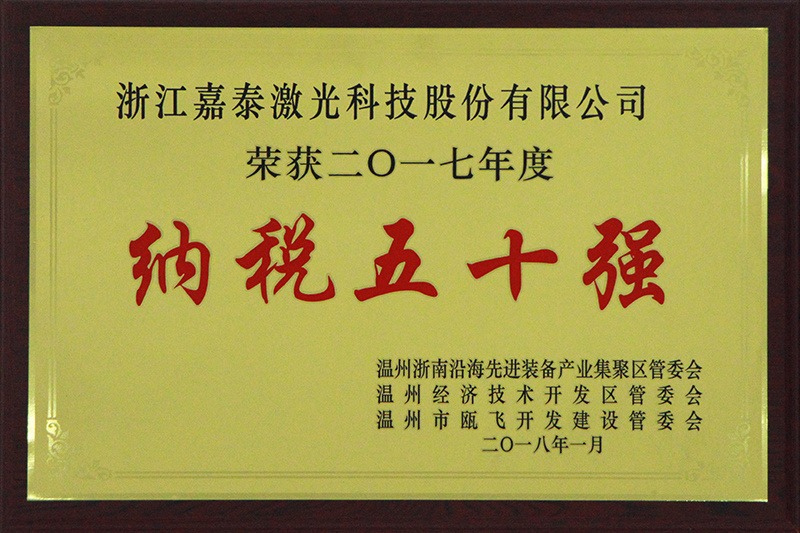 浙江嘉泰激光科技股份有限公司
荣获二〇一七年度
纳税五十强
温州浙南沿海先进装备产业集聚区管委会
温州经济技术开发区管委会
温州市瓯飞开发建设管委会
二〇一八年一月